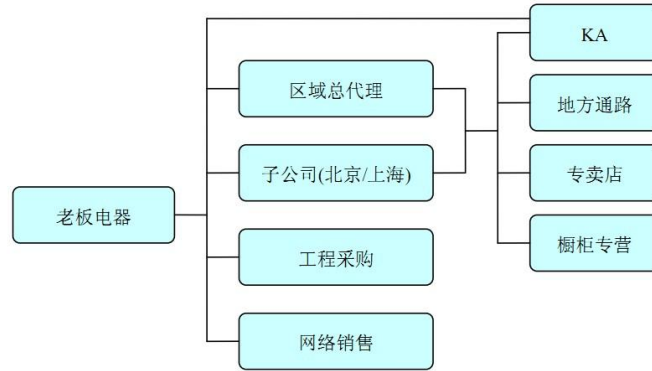 KA
区域总代理
地方通路
子公司(北京/上海)
专卖店
老板电器
工程采购
橱柜专营
网络销售